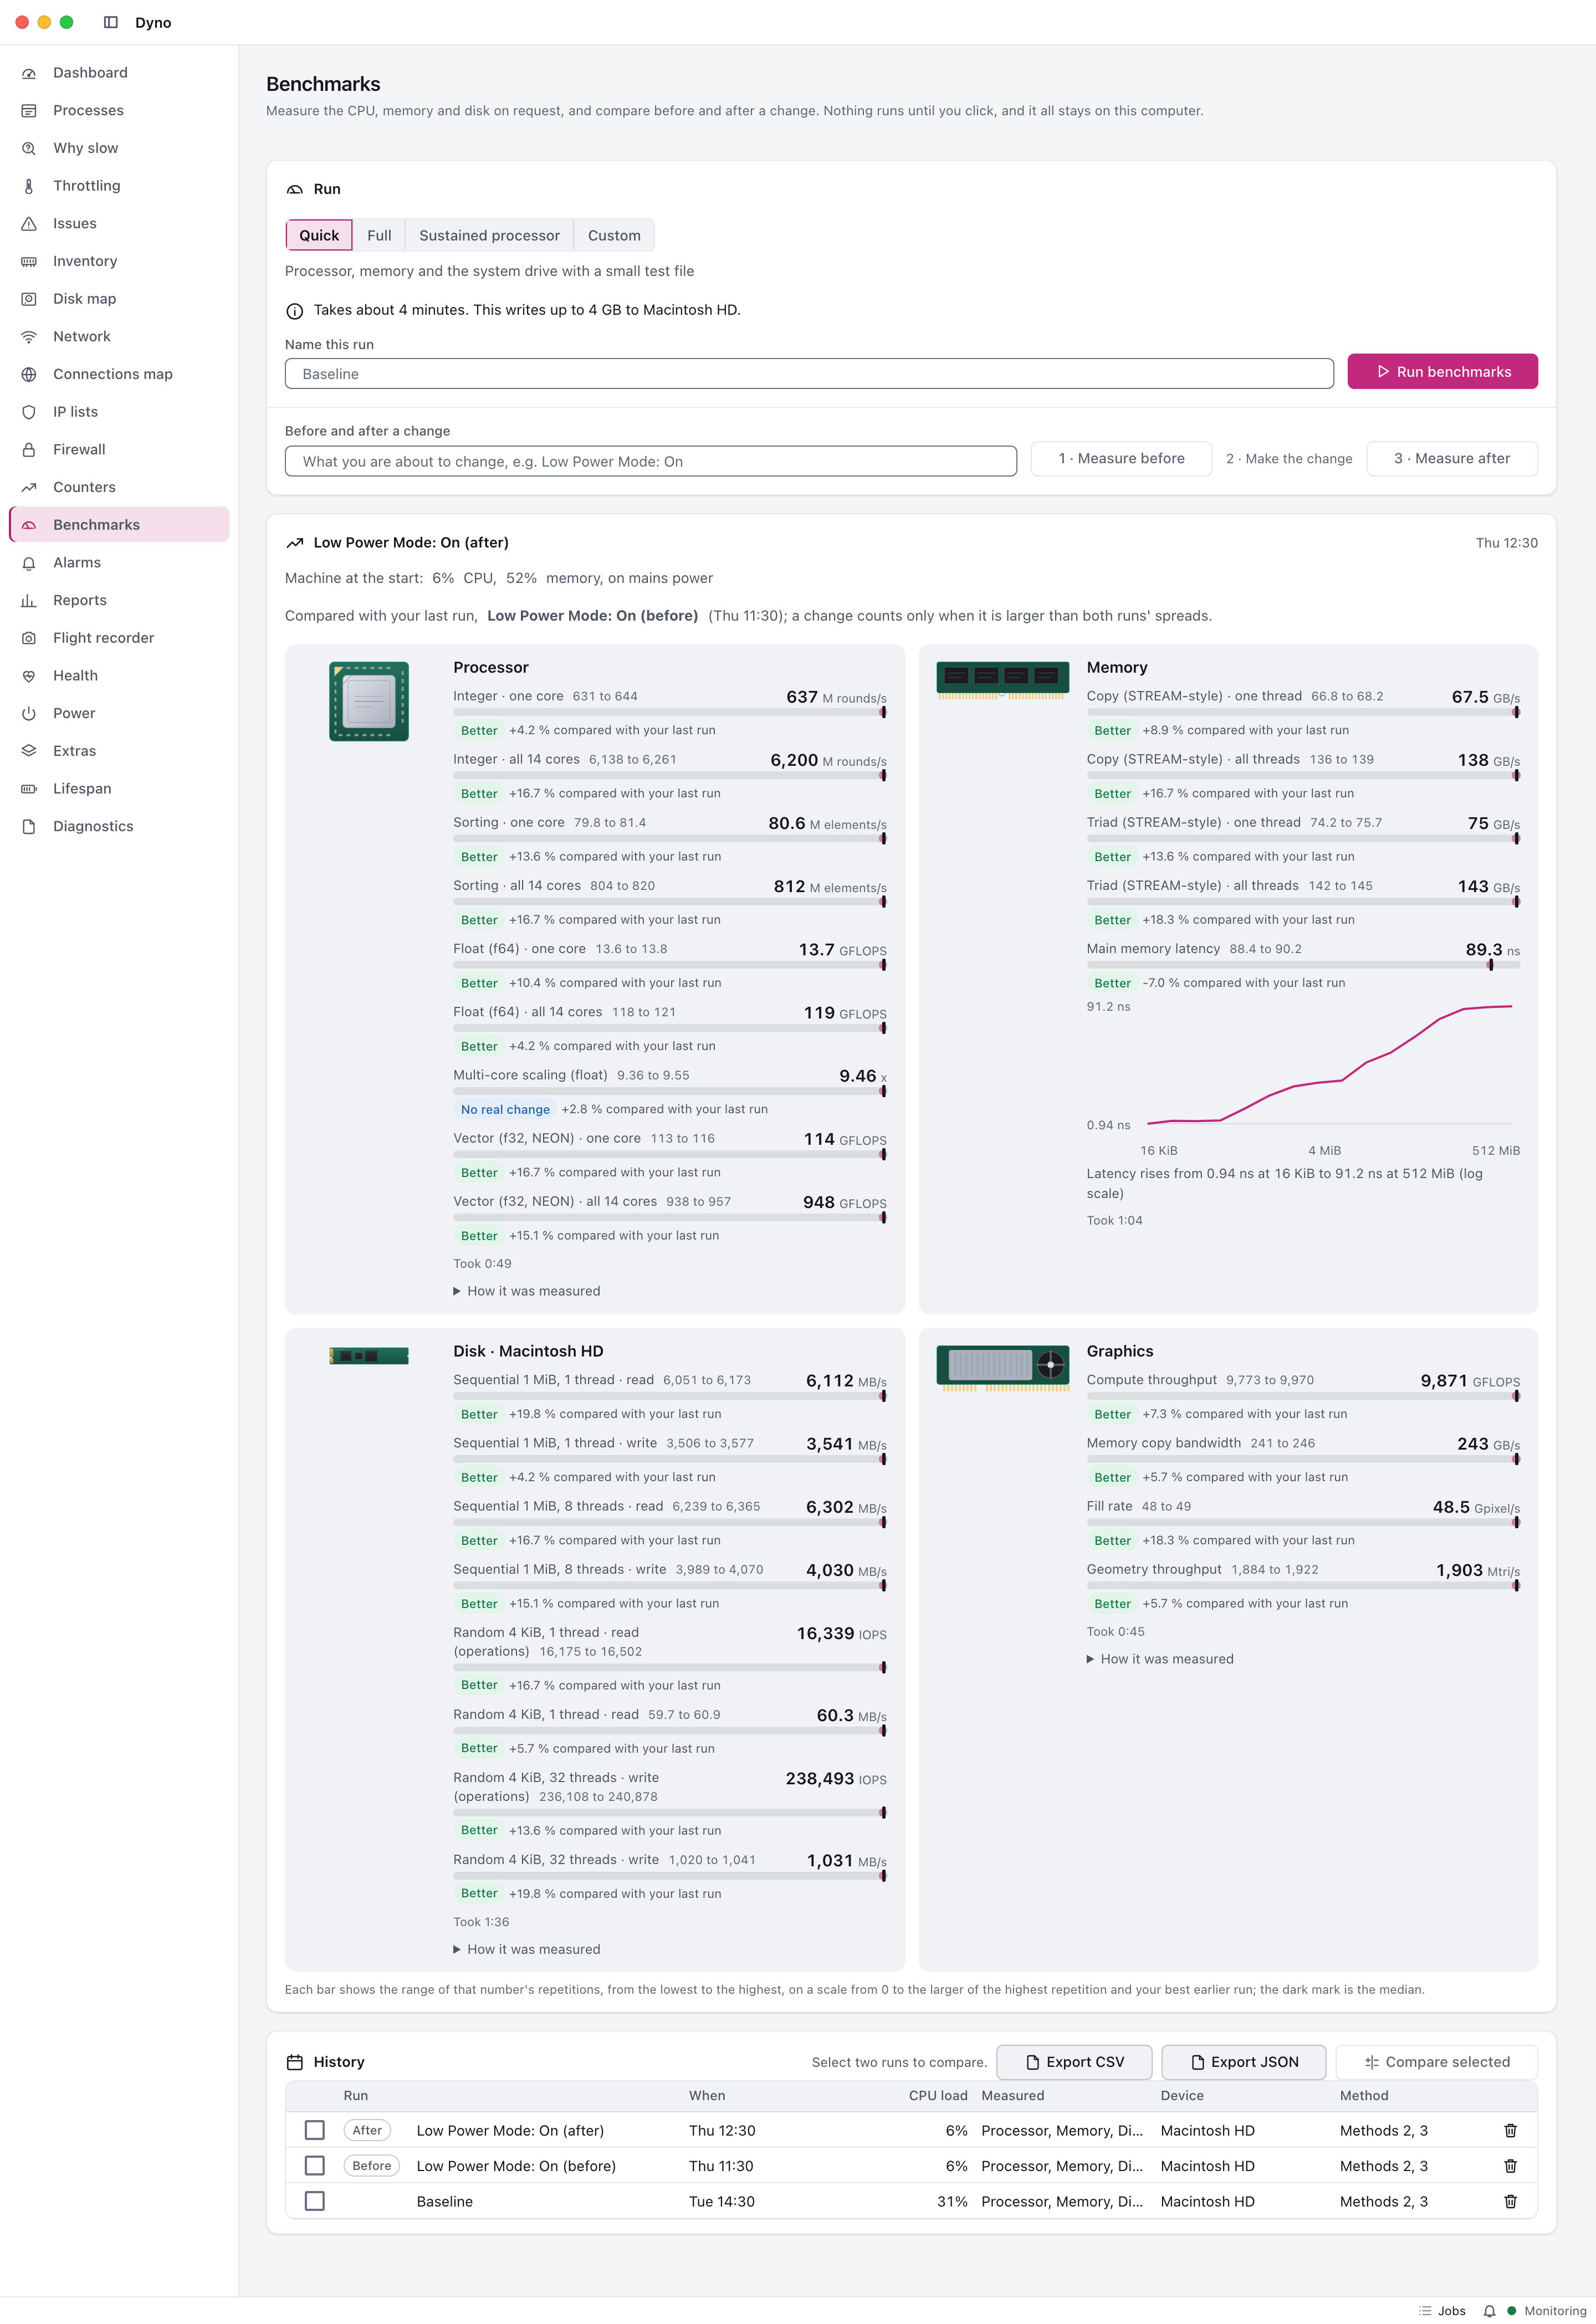 Dyno
Dashboard
Processes
Why slow
Throttling
Issues
Inventory
Disk map
Network
Connections map
IP lists
Firewall
Counters
Benchmarks
Alarms
Reports
Flight recorder
Health
Power
Extras
Lifespan
Diagnostics
Benchmarks
Measure the CPU, memory and disk on request, and compare before and after a change. Nothing runs until you click, and it all stays on this computer.
Run
Quick Full Sustained processor Custom
Processor, memory and the system drive with a small test file
Takes about 4 minutes. This writes up to 4 GB to Macintosh HD.
Name this run
Baseline Run benchmarks
Before and after a change
What you are about to change, e.g. Low Power Mode: On 1 · Measure before 2 · Make the change 3 · Measure after
Low Power Mode: On (after) Thu 12:30
Machine at the start: 6% CPU, 52% memory, on mains power
Compared with your last run, Low Power Mode: On (before) (Thu 11:30); a change counts only when it is larger than both runs' spreads.
Processor
Integer · one core 631 to 644 637 M rounds/s
Better +4.2 % compared with your last run
Integer · all 14 cores 6,138 to 6,261 6,200 M rounds/s
Better +16.7 % compared with your last run
Sorting · one core 79.8 to 81.4 80.6 M elements/s
Better +13.6 % compared with your last run
Sorting · all 14 cores 804 to 820 812 M elements/s
Better +16.7 % compared with your last run
Float (f64) · one core 13.6 to 13.8 13.7 GFLOPS
Better +10.4 % compared with your last run
Float (f64) · all 14 cores 118 to 121 119 GFLOPS
Better +4.2 % compared with your last run
Multi-core scaling (float) 9.36 to 9.55 9.46 x
No real change +2.8 % compared with your last run
Vector (f32, NEON) · one core 113 to 116 114 GFLOPS
Better +16.7 % compared with your last run
Vector (f32, NEON) · all 14 cores 938 to 957 948 GFLOPS
Better +15.1 % compared with your last run
Took 0:49
How it was measured
Memory
Copy (STREAM-style) · one thread 66.8 to 68.2 67.5 GB/s
Better +8.9 % compared with your last run
Copy (STREAM-style) · all threads 136 to 139 138 GB/s
Better +16.7 % compared with your last run
Triad (STREAM-style) · one thread 74.2 to 75.7 75 GB/s
Better +13.6 % compared with your last run
Triad (STREAM-style) · all threads 142 to 145 143 GB/s
Better +18.3 % compared with your last run
Main memory latency 88.4 to 90.2 89.3 ns
Better -7.0 % compared with your last run
91.2 ns
0.94 ns
16 KiB 4 MiB 512 MiB
Latency rises from 0.94 ns at 16 KiB to 91.2 ns at 512 MiB (log
scale)
Took 1:04
Disk · Macintosh HD
Sequential 1 MiB, 1 thread · read 6,051 to 6,173 6,112 MB/s
Better +19.8 % compared with your last run
Sequential 1 MiB, 1 thread · write 3,506 to 3,577 3,541 MB/s
Better +4.2 % compared with your last run
Sequential 1 MiB, 8 threads · read 6,239 to 6,365 6,302 MB/s
Better +16.7 % compared with your last run
Sequential 1 MiB, 8 threads · write 3,989 to 4,070 4,030 MB/s
Better +15.1 % compared with your last run
Random 4 KiB, 1 thread · read 16,339 IOPS
(operations) 16,175 to 16,502
Better +16.7 % compared with your last run
Random 4 KiB, 1 thread · read 59.7 to 60.9 60.3 MB/s
Better +5.7 % compared with your last run
Random 4 KiB, 32 threads · write 238,493 IOPS
(operations) 236,108 to 240,878
Better +13.6 % compared with your last run
Random 4 KiB, 32 threads · write 1,020 to 1,041 1,031 MB/s
Better +19.8 % compared with your last run
Took 1:36
How it was measured
Graphics
Compute throughput 9,773 to 9,970 9,871 GFLOPS
Better +7.3 % compared with your last run
Memory copy bandwidth 241 to 246 243 GB/s
Better +5.7 % compared with your last run
Fill rate 48 to 49 48.5 Gpixel/s
Better +18.3 % compared with your last run
Geometry throughput 1,884 to 1,922 1,903 Mtri/s
Better +5.7 % compared with your last run
Took 0:45
How it was measured
Each bar shows the range of that number's repetitions, from the lowest to the highest, on a scale from 0 to the larger of the highest repetition and your best earlier run; the dark mark is the median.
History Select two runs to compare. Export CSV Export JSON Compare selected
Run When CPU load Measured Device Method
After Low Power Mode: On (after) Thu 12:30 6% Processor, Memory, Di... Macintosh HD Methods 2, 3
Before Low Power Mode: On (before) Thu 11:30 6% Processor, Memory, Di... Macintosh HD Methods 2, 3
Baseline Tue 14:30 31% Processor, Memory, Di... Macintosh HD Methods 2, 3
Jobs Monitoring